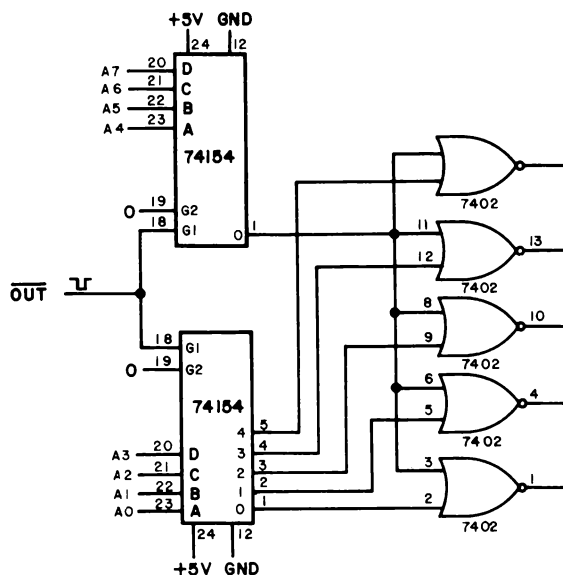 +5V GND
24 12
A7 20 D
A6 21 C
A5 22 B
A4 23 A
74154
0 19 G2
18 G1
0 1
7402
11
12
13
7402
OUT
8
9
10
7402
18 G1
0 19 G2
74154
6
5
4
7402
4 5
3 4
2 3
1 2
0 1
A3 20 D
A2 21 C
A1 22 B
A0 23 A
3
2
1
7402
24 12
+5V GND